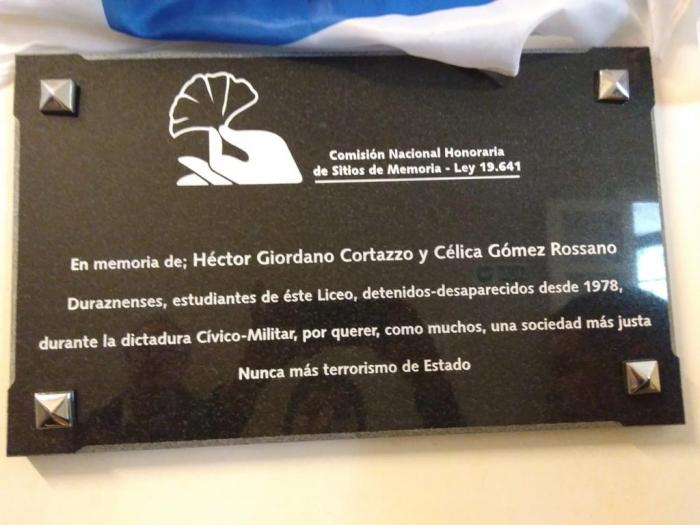 Comisión Nacional Honoraria
de Sitios de Memoria - Ley 19.641
En memoria de; Héctor Giordano Cortazzo y Célica Gómez Rossano
Duraznenses, estudiantes de éste Liceo, detenidos-desaparecidos desde 1978,
durante la dictadura Cívico-Militar, por querer, como muchos, una sociedad más justa
Nunca más terrorismo de Estado